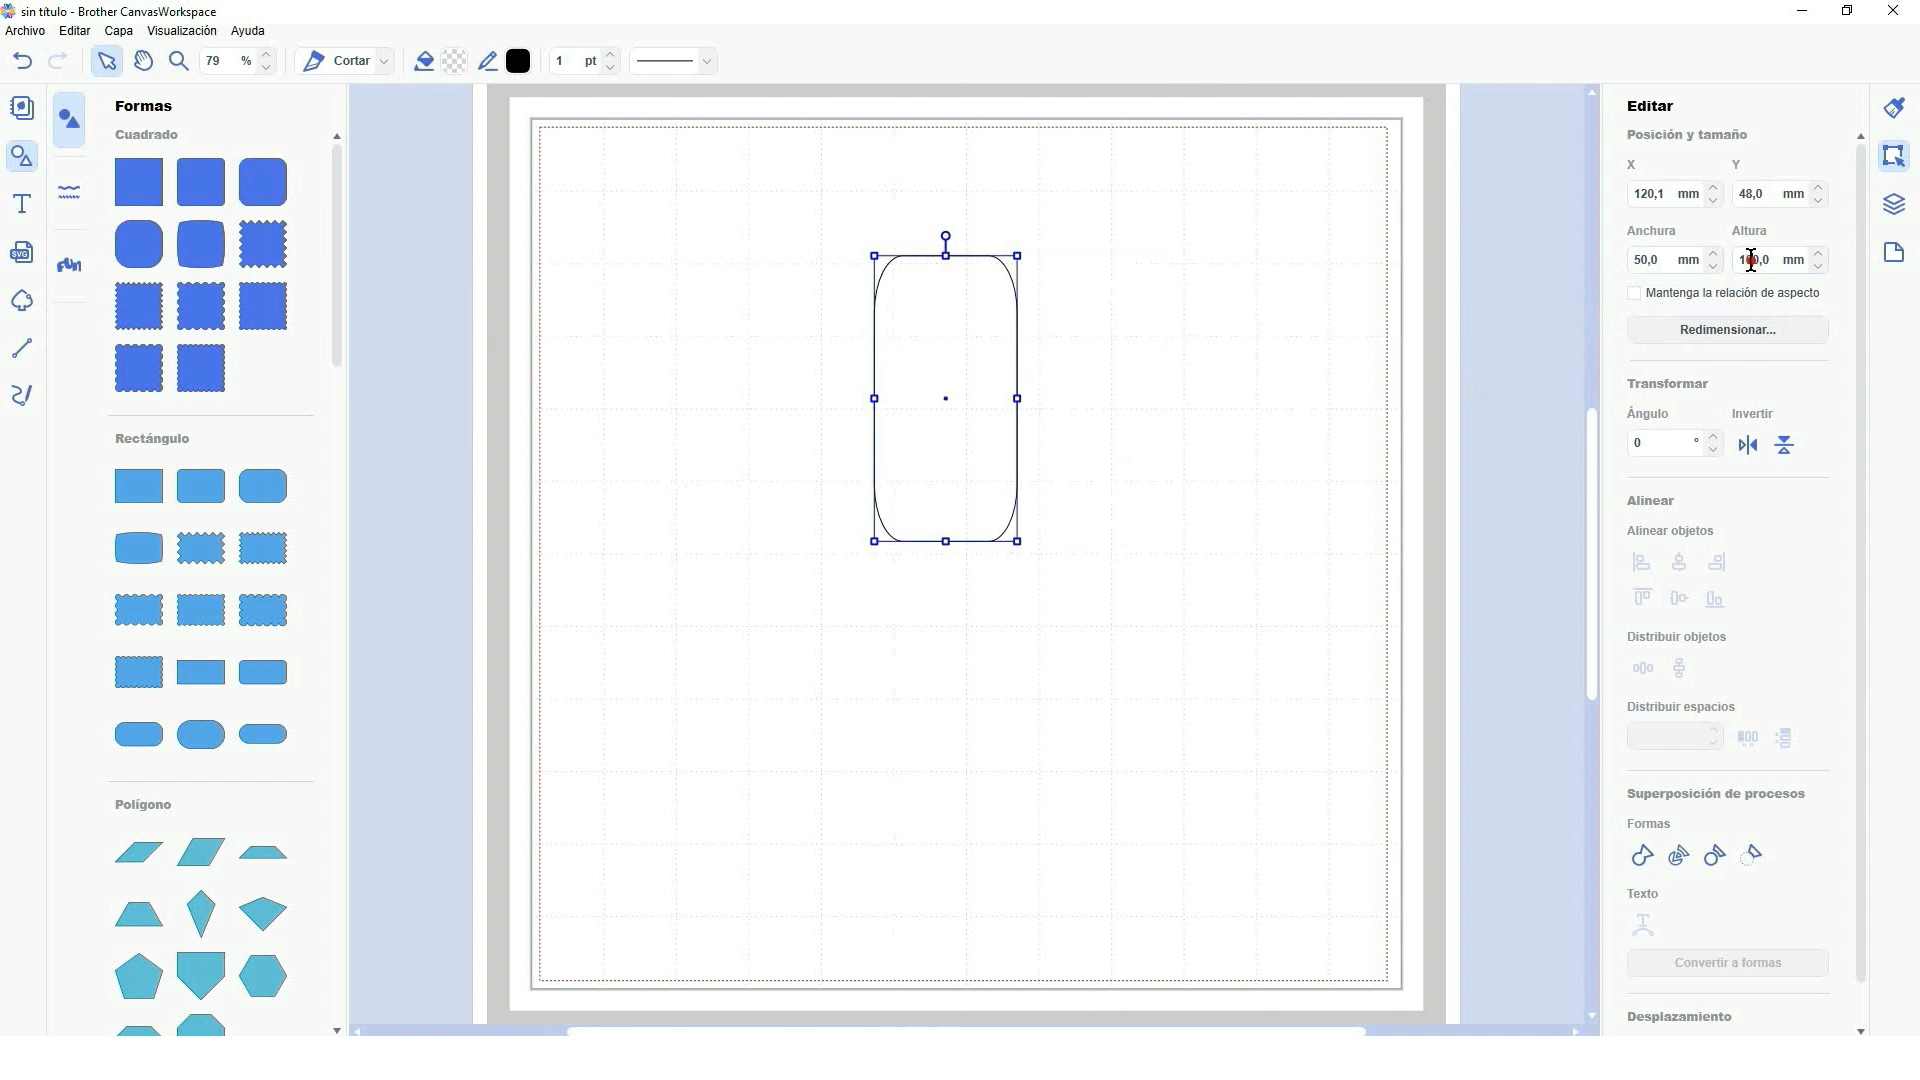 sin título - Brother CanvasWorkspace
Archivo Editar Capa Visualización Ayuda
79 % Cortar 1 pt
Formas
Cuadrado
Rectángulo
Polígono
SVG
Editar
Posición y tamaño
X Y
120,1 mm 48,0 mm
Anchura Altura
50,0 mm 100,0 mm
Mantenga la relación de aspecto
Redimensionar...
Transformar
Ángulo Invertir
0 °
Alinear
Alinear objetos
Distribuir objetos
Distribuir espacios
Superposición de procesos
Formas
Texto
Convertir a formas
Desplazamiento